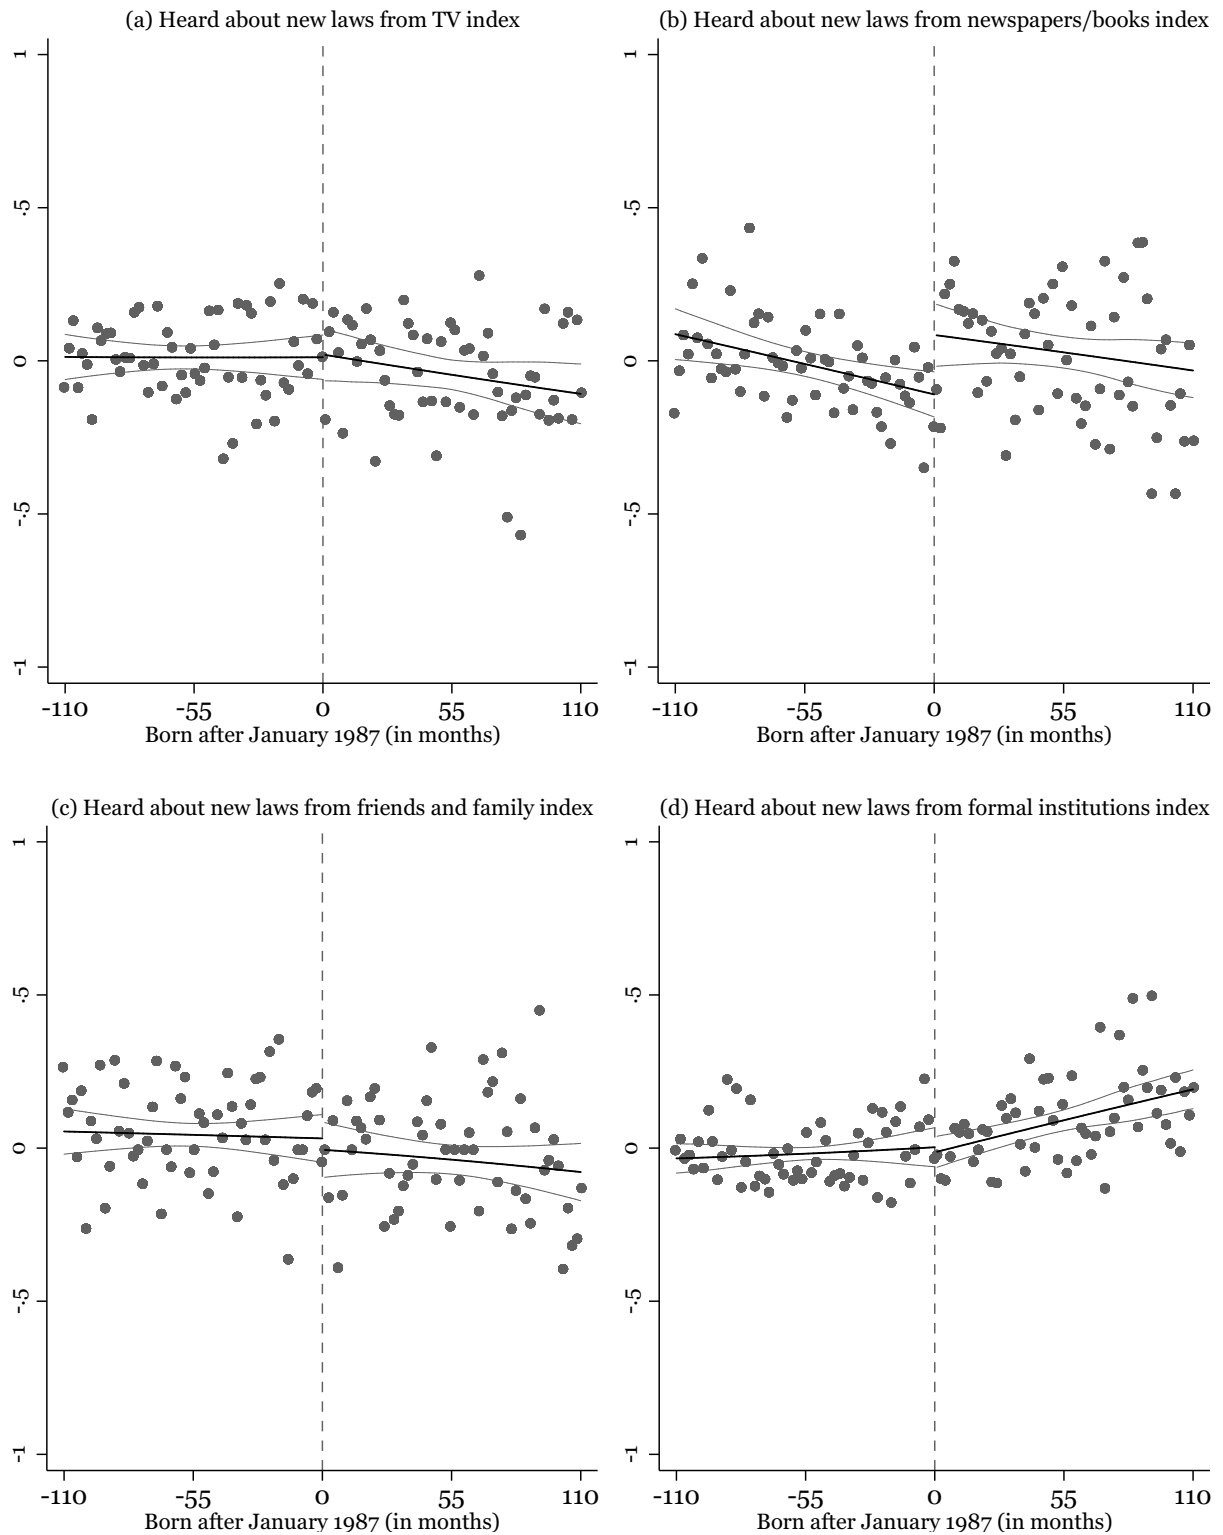 (a) Heard about new laws from TV index
1
.5
0
-.5
-1
-110 -55 0 55 110
Born after January 1987 (in months)
(b) Heard about new laws from newspapers/books index
1
.5
0
-.5
-1
-110 -55 0 55 110
Born after January 1987 (in months)
(c) Heard about new laws from friends and family index
1
.5
0
-.5
-1
-110 -55 0 55 110
Born after January 1987 (in months)
(d) Heard about new laws from formal institutions index
1
.5
0
-.5
-1
-110 -55 0 55 110
Born after January 1987 (in months)